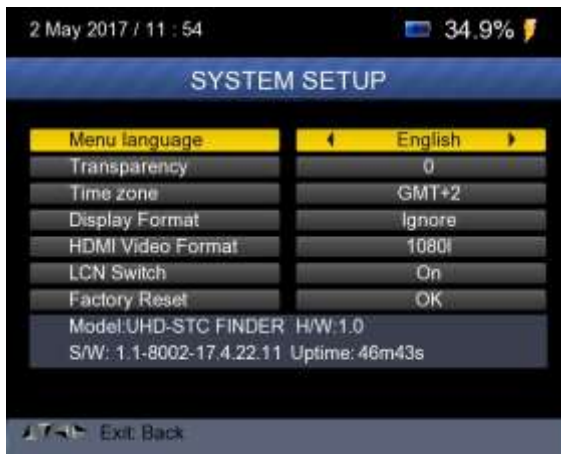 2 May 2017 / 11 : 54 34.9%
SYSTEM SETUP
Menu language English
Transparency 0
Time zone GMT+2
Display Format Ignore
HDMI Video Format 1080I
LCN Switch On
Factory Reset OK
Model:UHD-STC FINDER H/W:1.0
S/W: 1.1-8002-17.4.22.11 Uptime: 46m43s
Exit: Back